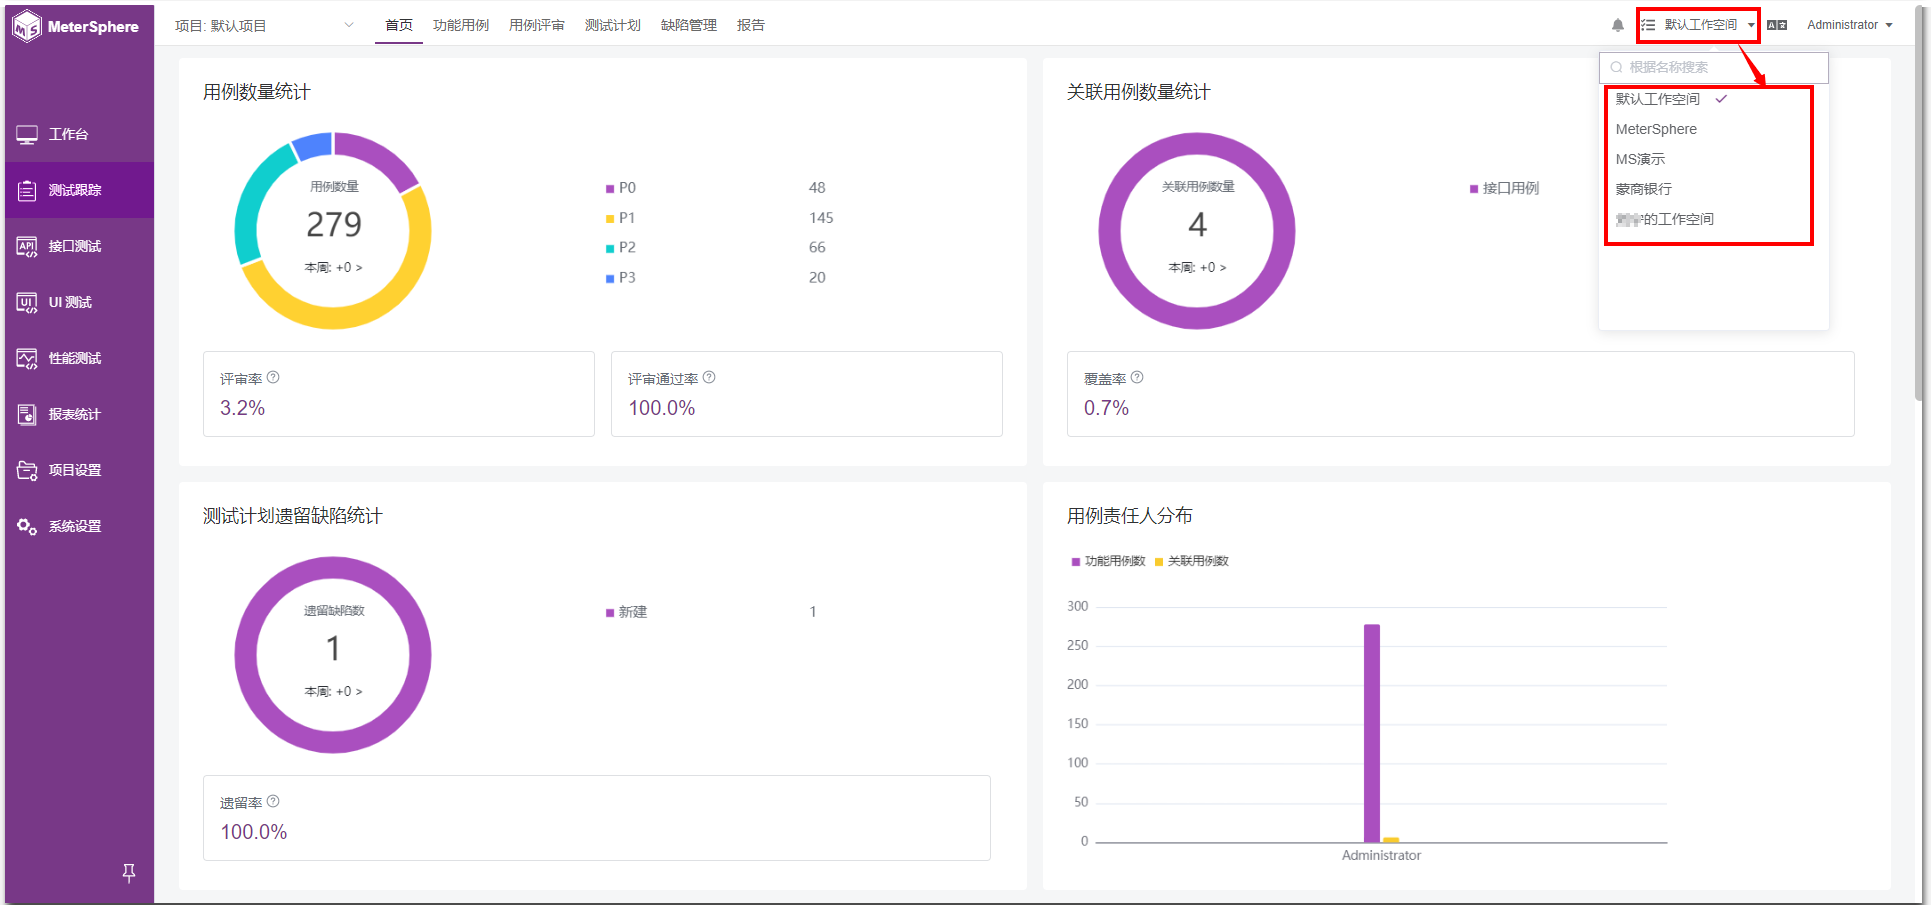 MeterSphere
项目: 默认项目
首页
功能用例
用例评审
测试计划
缺陷管理
报告
默认工作空间
Administrator
根据名称搜索
默认工作空间
MeterSphere
MS演示
蒙商银行
的工作空间
工作台
测试跟踪
接口测试
UI 测试
性能测试
报表统计
项目设置
系统设置
用例数量统计
用例数量
279
本周: +0 >
P0 48
P1 145
P2 66
P3 20
评审率
3.2%
评审通过率
100.0%
关联用例数量统计
关联用例数量
4
本周: +0 >
接口用例
覆盖率
0.7%
测试计划遗留缺陷统计
遗留缺陷数
1
本周: +0 >
新建 1
遗留率
100.0%
用例责任人分布
功能用例数 关联用例数
300
250
200
150
100
50
0
Administrator